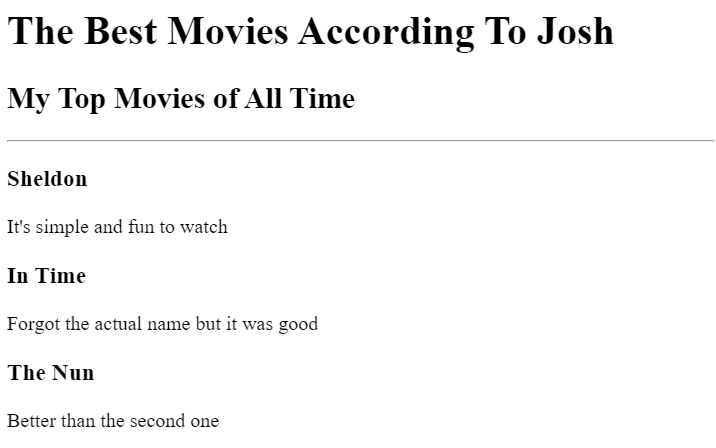 The Best Movies According To Josh
My Top Movies of All Time
Sheldon
It's simple and fun to watch
In Time
Forgot the actual name but it was good
The Nun
Better than the second one